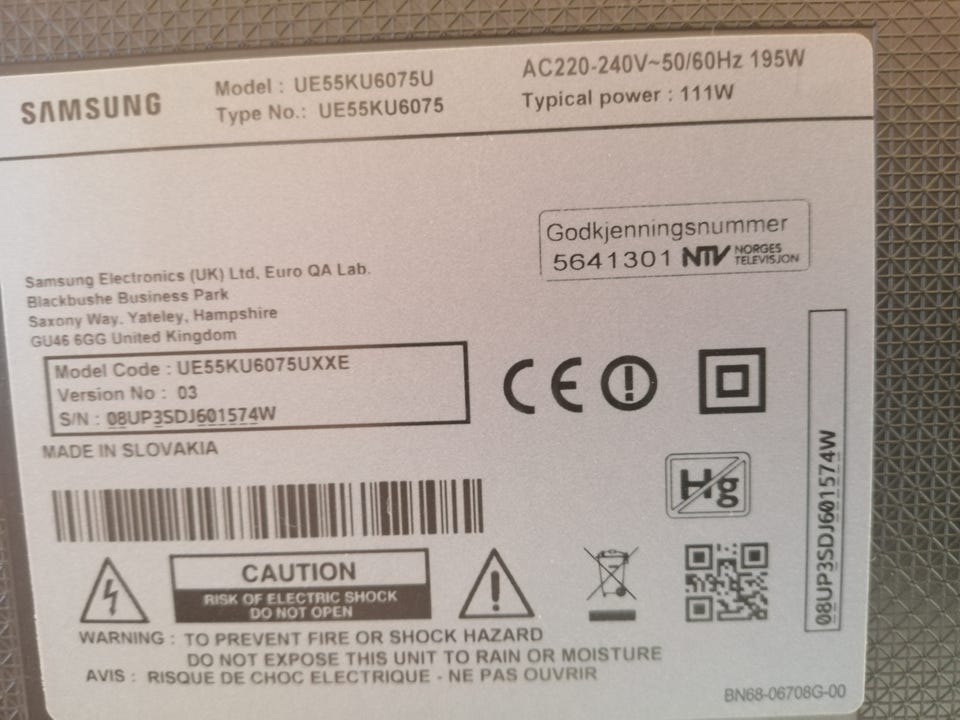 SAMSUNG
Model : UE55KU6075U
Type No.: UE55KU6075
AC220-240V~50/60Hz 195W
Typical power : 111W
Godkjenningsnummer
5641301 NTV NORGES TELEVISJON
Samsung Electronics (UK) Ltd, Euro QA Lab.
Blackbushe Business Park
Saxony Way. Yateley, Hampshire
GU46 6GG United Kingdom
Model Code : UE55KU6075UXXE
Version No : 03
S/N : 08UP3SDJ601574W
MADE IN SLOVAKIA
CE
Hg
08UP3SDJ601574W
CAUTION
RISK OF ELECTRIC SHOCK
DO NOT OPEN
WARNING : TO PREVENT FIRE OR SHOCK HAZARD
DO NOT EXPOSE THIS UNIT TO RAIN OR MOISTURE
AVIS : RISQUE DE CHOC ELECTRIQUE - NE PAS OUVRIR
BN68-06708G-00